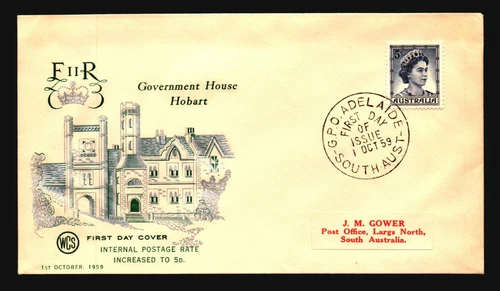 E II R
Government House
Hobart
5D
AUSTRALIA
G.P.O. ADELAIDE
FIRST DAY
OF
ISSUE
1 OCT 59
SOUTH AUST.
J. M. GOWER
Post Office, Largs North,
South Australia.
WCS
FIRST DAY COVER
INTERNAL POSTAGE RATE
INCREASED TO 5D.
1ST OCTOBER, 1959